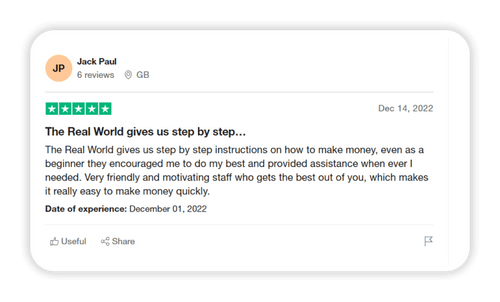 JP
Jack Paul
6 reviews GB
Dec 14, 2022
The Real World gives us step by step…
The Real World gives us step by step instructions on how to make money, even as a
beginner they encouraged me to do my best and provided assistance when ever I
needed. Very friendly and motivating staff who gets the best out of you, which makes
it really easy to make money quickly.
Date of experience: December 01, 2022
Useful Share